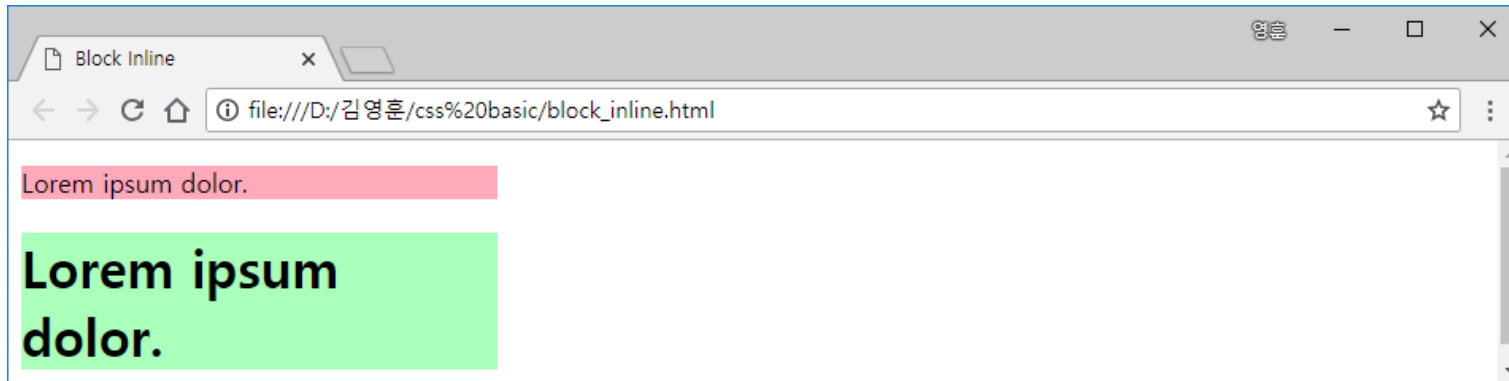 영훈
Block Inline
file:///D:/김영훈/css%20basic/block_inline.html
Lorem ipsum dolor.
Lorem ipsum
dolor.